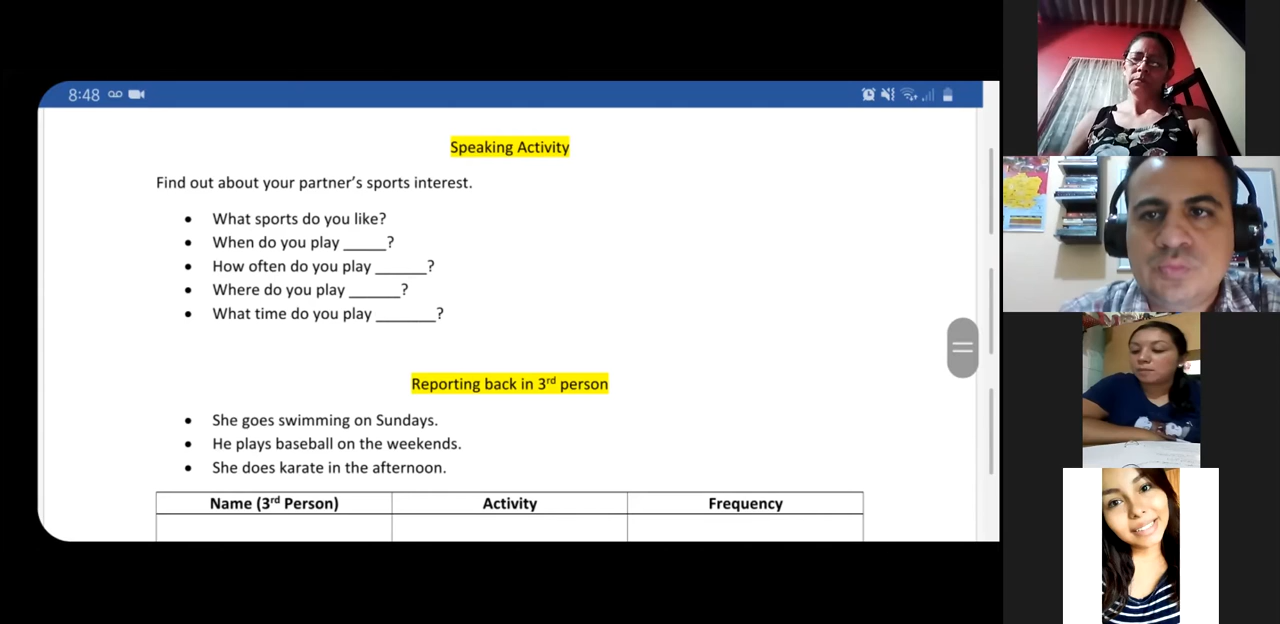 8:48
Speaking Activity
Find out about your partner's sports interest.
• What sports do you like?
• When do you play _____?
• How often do you play ______?
• Where do you play ______?
• What time do you play _______?
Reporting back in 3rd person
• She goes swimming on Sundays.
• He plays baseball on the weekends.
• She does karate in the afternoon.
Name (3rd Person) Activity Frequency